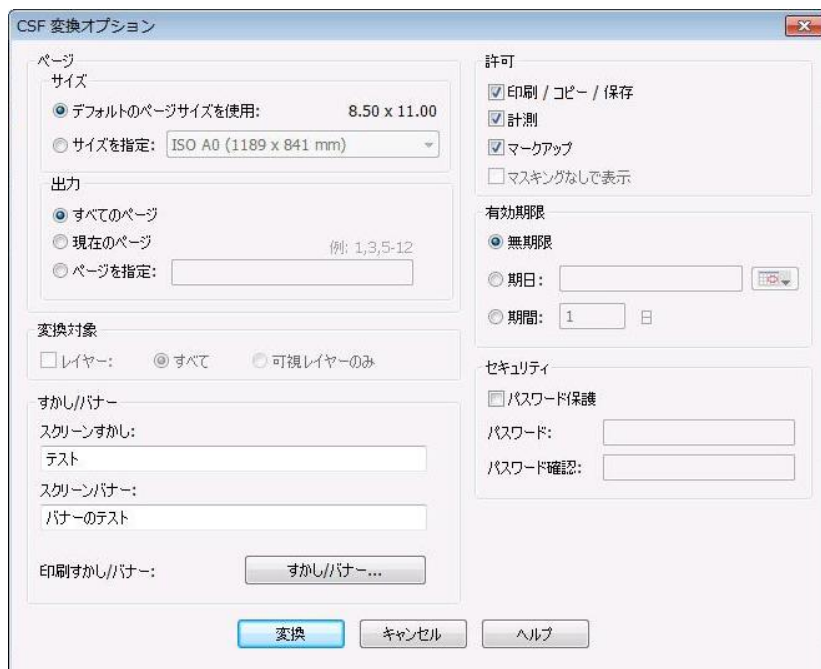 CSF 変換オプション
ページ
サイズ
デフォルトのページサイズを使用: 8.50 x 11.00
サイズを指定: ISO A0 (1189 x 841 mm)
出力
すべてのページ
現在のページ
例: 1,3,5-12
ページを指定:
変換対象
レイヤー: すべて 可視レイヤーのみ
すかし/バナー
スクリーンすかし:
テスト
スクリーンバナー:
バナーのテスト
印刷すかし/バナー: すかし/バナー...
許可
印刷 / コピー / 保存
計測
マークアップ
マスキングなしで表示
有効期限
無期限
期日:
期間: 1 日
セキュリティ
パスワード保護
パスワード:
パスワード確認:
変換 キャンセル ヘルプ